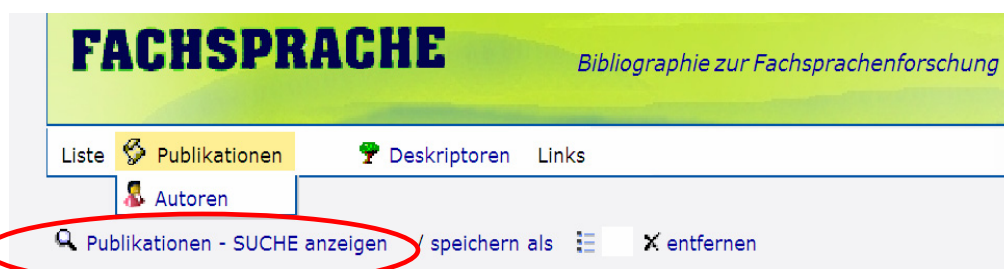 FACHSPRACHE
Bibliographie zur Fachsprachenforschung
Liste Publikationen Deskriptoren Links
Autoren
Publikationen - SUCHE anzeigen / speichern als entfernen